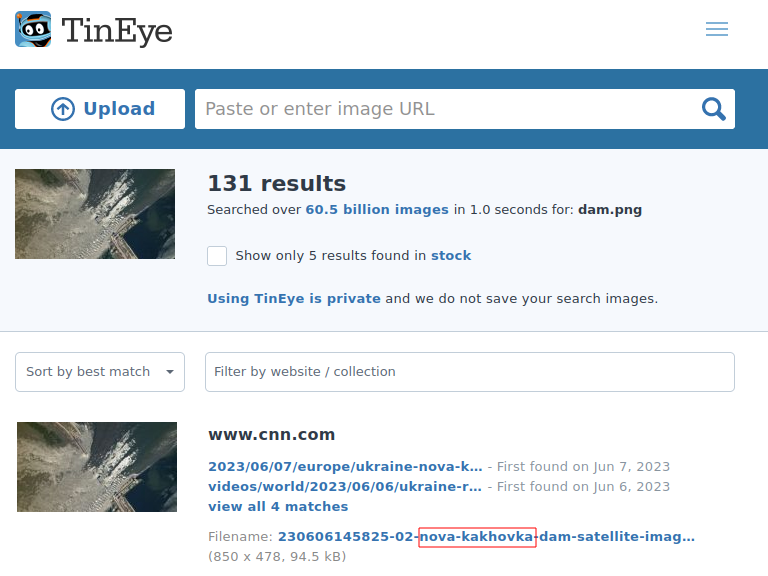 TinEye
Upload
Paste or enter image URL
131 results
Searched over 60.5 billion images in 1.0 seconds for: dam.png
Show only 5 results found in stock
Using TinEye is private and we do not save your search images.
Sort by best match
Filter by website / collection
www.cnn.com
2023/06/07/europe/ukraine-nova-k… - First found on Jun 7, 2023
videos/world/2023/06/06/ukraine-r… - First found on Jun 6, 2023
view all 4 matches
Filename: 230606145825-02-nova-kakhovka-dam-satellite-imag…
(850 x 478, 94.5 kB)